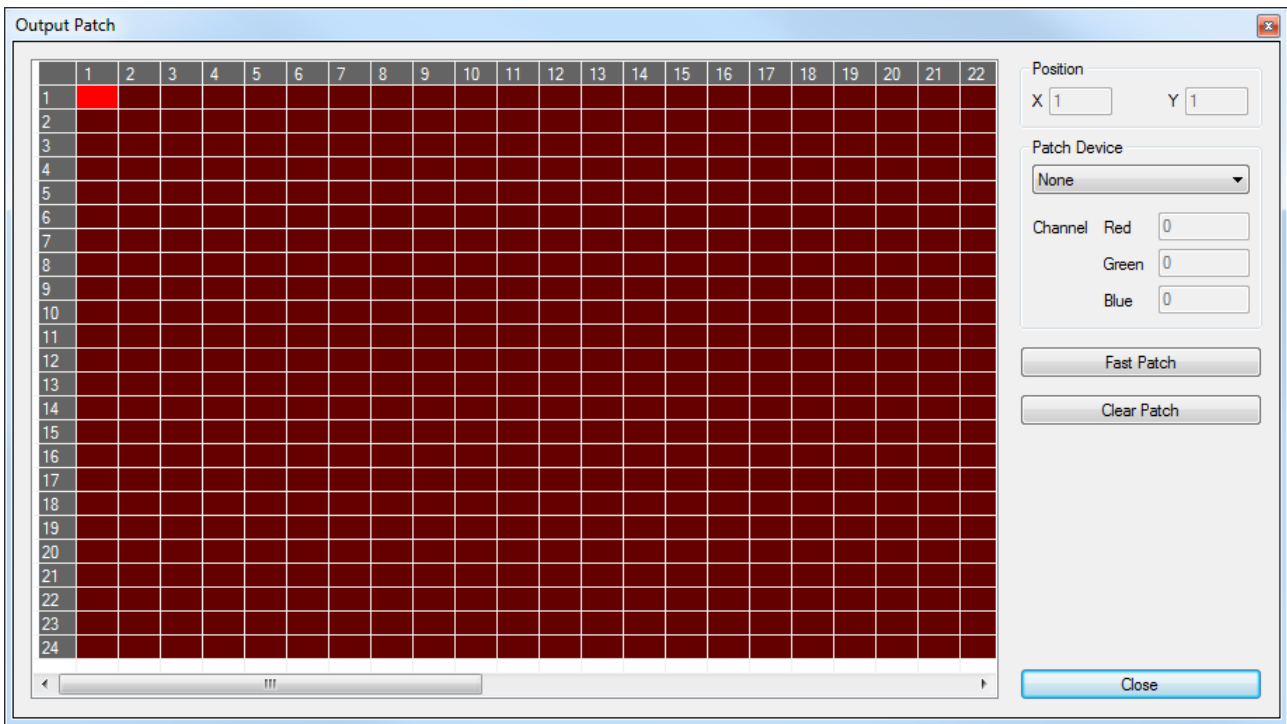 Output Patch
1 2 3 4 5 6 7 8 9 10 11 12 13 14 15 16 17 18 19 20 21 22
1
2
3
4
5
6
7
8
9
10
11
12
13
14
15
16
17
18
19
20
21
22
23
24
Position
X 1 Y 1
Patch Device
None
Channel Red 0
Green 0
Blue 0
Fast Patch
Clear Patch
Close